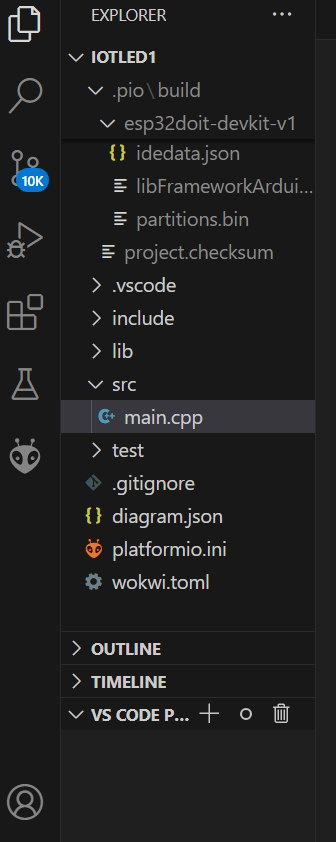 EXPLORER
IOTLED1
.pio\build
esp32doit-devkit-v1
idedata.json
libFrameworkArdui...
partitions.bin
project.checksum
10K
.vscode
include
lib
src
main.cpp
test
.gitignore
diagram.json
platformio.ini
wokwi.toml
OUTLINE
TIMELINE
VS CODE P...